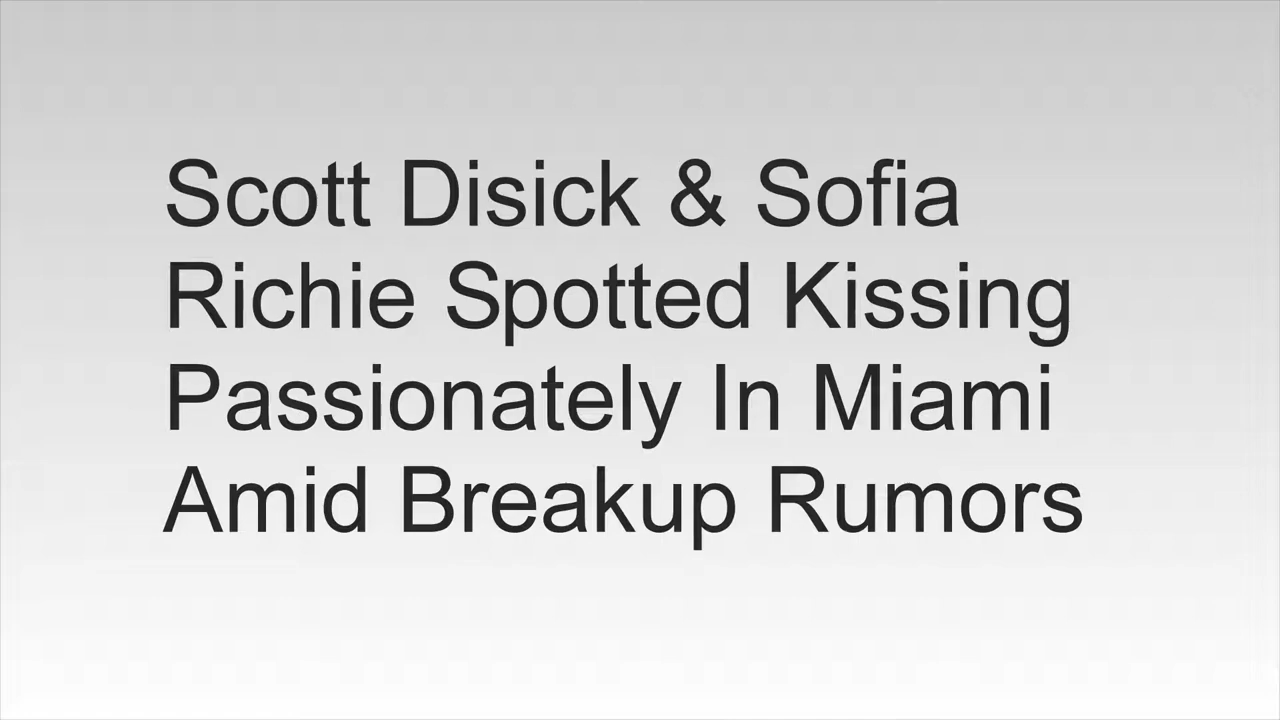 Scott Disick & Sofia
Richie Spotted Kissing
Passionately In Miami
Amid Breakup Rumors